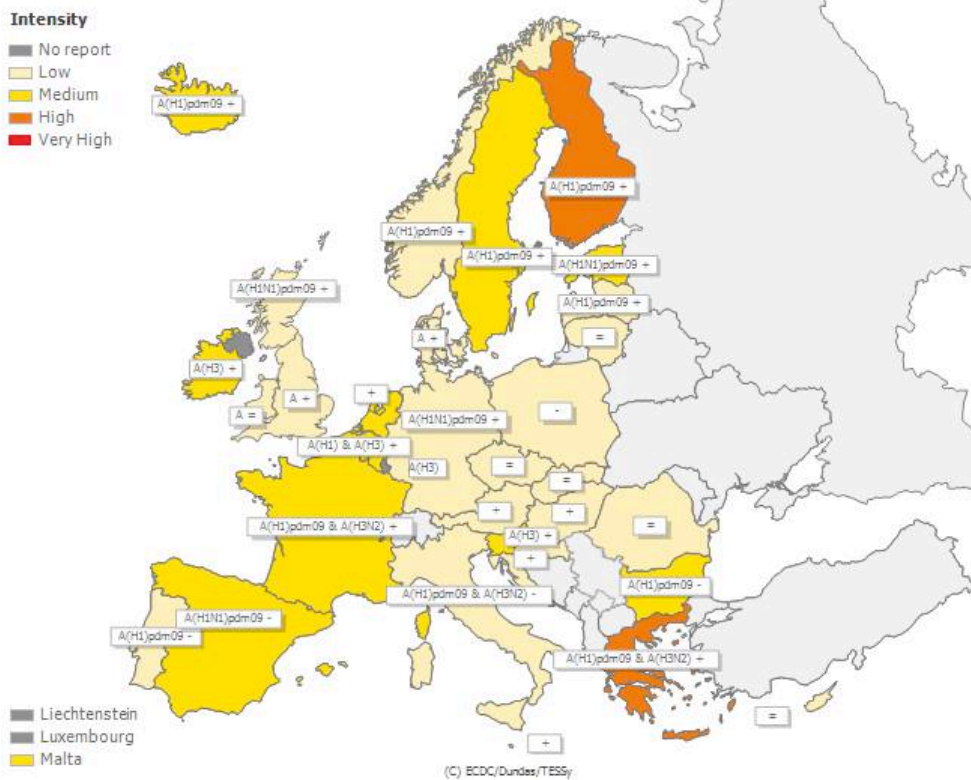 Intensity
No report
Low
Medium
High
Very High
A(H1)pdm09 +
A(H1)pdm09 +
A(H1)pdm09 +
A(H1)pdm09 +
A(H1N1)pdm09 +
A(H1N1)pdm09 +
A(H1)pdm09 +
A +
=
A(H3) +
A =
A +
+
A(H1N1)pdm09 +
-
A(H1) & A(H3) +
A(H3)
=
=
A(H1)pdm09 & A(H3N2) +
+
+
=
A(H3) +
+
A(H1)pdm09 -
A(H1)pdm09 & A(H3N2) -
A(H1N1)pdm09 -
A(H1)pdm09 -
A(H1)pdm09 & A(H3N2) +
=
+
Liechtenstein
Luxembourg
Malta
(C) ECDC/Dundas/TESSy